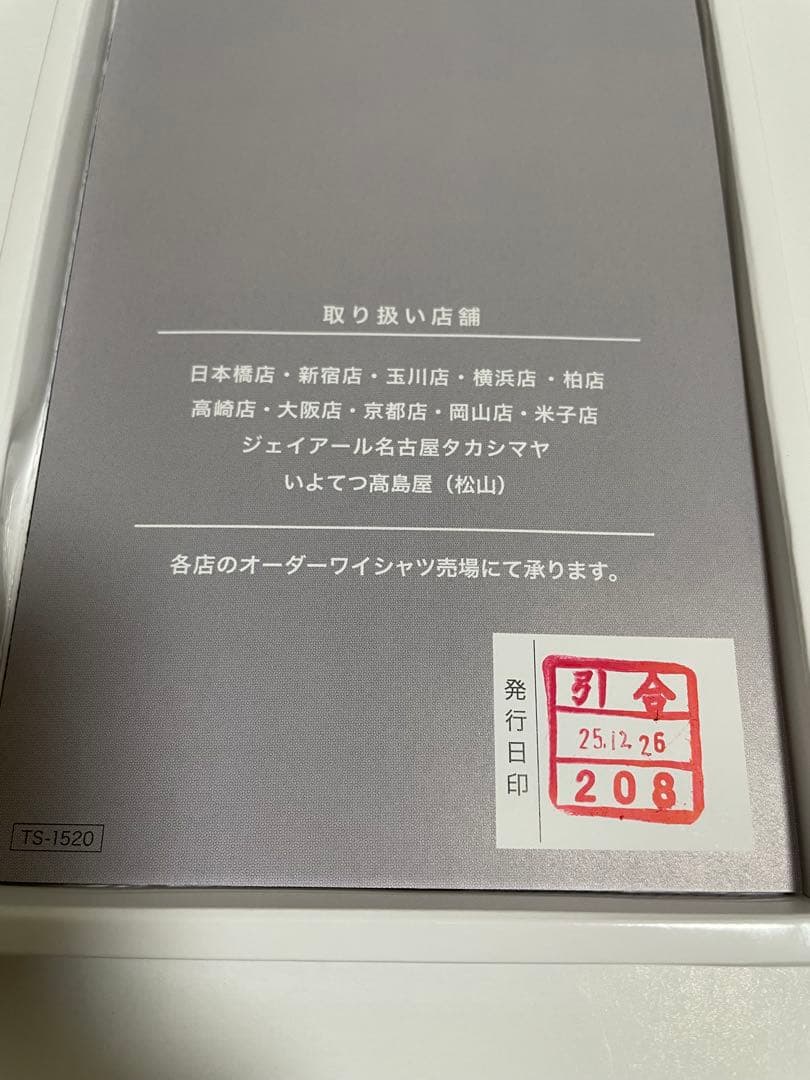 取り扱い店舗
日本橋店・新宿店・玉川店・横浜店・柏店
高崎店・大阪店・京都店・岡山店・米子店
ジェイアール名古屋タカシマヤ
いよてつ髙島屋（松山）
各店のオーダーワイシャツ売場にて承ります。
発行日印
引合
25.12.26
208
TS-1520